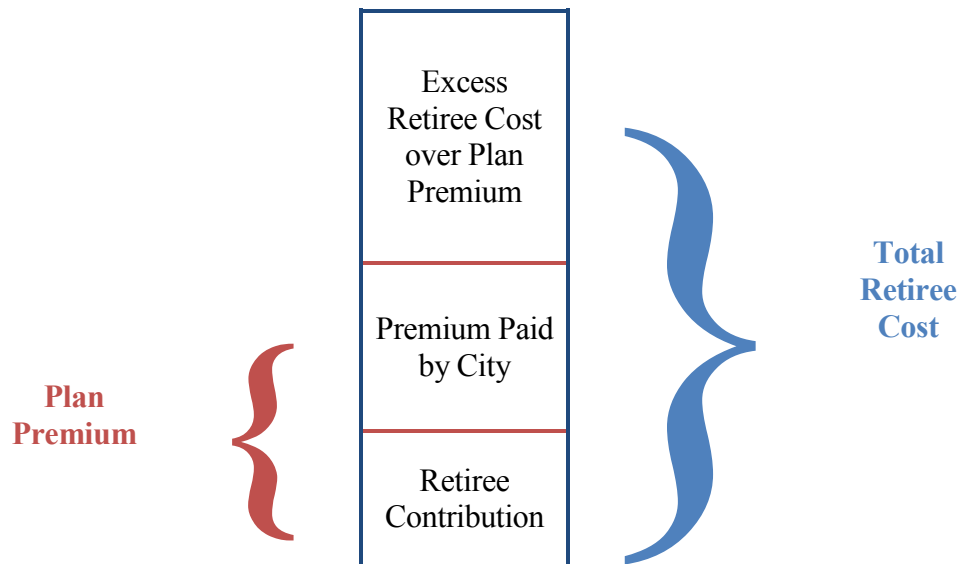 Excess
Retiree Cost
over Plan
Premium
Total
Retiree
Cost
Premium Paid
by City
Plan
Premium
Retiree
Contribution